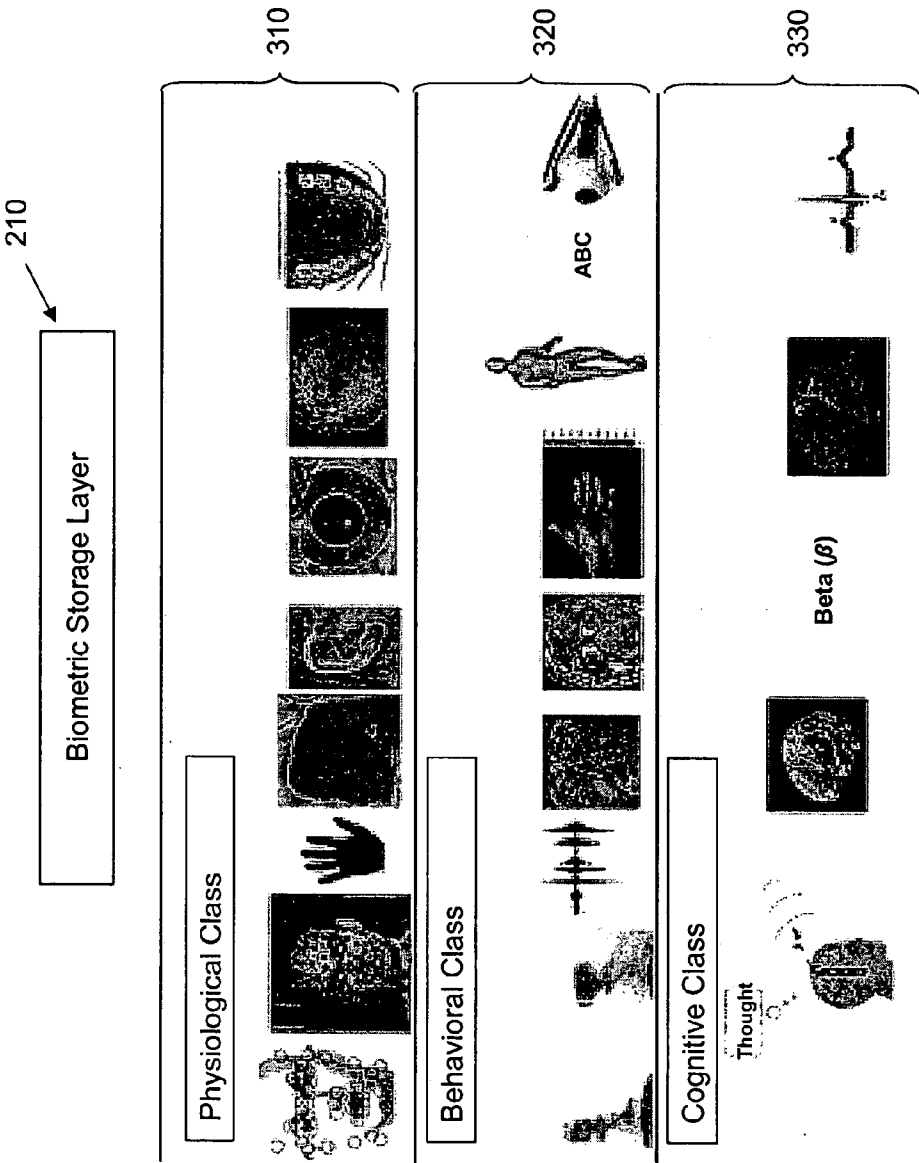 210
Biometric Storage Layer
Physiological Class
310
Behavioral Class
ABC
320
Cognitive Class
Thought
Beta (β)
330